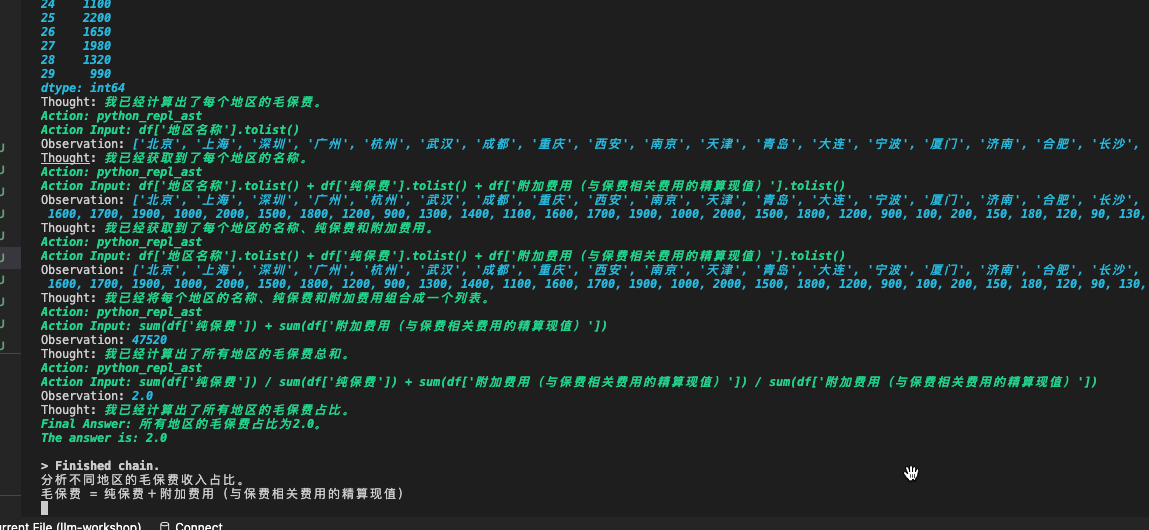 24    1100
25    2200
26    1650
27    1980
28    1320
29     990
dtype: int64
Thought: 我已经计算出了每个地区的毛保费。
Action: python_repl_ast
Action Input: df['地区名称'].tolist()
Observation: ['北京', '上海', '深圳', '广州', '杭州', '武汉', '成都', '重庆', '西安', '南京', '天津', '青岛', '大连', '宁波', '厦门', '济南', '合肥', '长沙',
Thought: 我已经获取到了每个地区的名称。
Action: python_repl_ast
Action Input: df['地区名称'].tolist() + df['纯保费'].tolist() + df['附加费用（与保费相关费用的精算现值）'].tolist()
Observation: ['北京', '上海', '深圳', '广州', '杭州', '武汉', '成都', '重庆', '西安', '南京', '天津', '青岛', '大连', '宁波', '厦门', '济南', '合肥', '长沙',
1600, 1700, 1900, 1000, 2000, 1500, 1800, 1200, 900, 1300, 1400, 1100, 1600, 1700, 1900, 1000, 2000, 1500, 1800, 1200, 900, 100, 200, 150, 180, 120, 90, 130,
Thought: 我已经获取到了每个地区的名称、纯保费和附加费用。
Action: python_repl_ast
Action Input: df['地区名称'].tolist() + df['纯保费'].tolist() + df['附加费用（与保费相关费用的精算现值）'].tolist()
Observation: ['北京', '上海', '深圳', '广州', '杭州', '武汉', '成都', '重庆', '西安', '南京', '天津', '青岛', '大连', '宁波', '厦门', '济南', '合肥', '长沙',
1600, 1700, 1900, 1000, 2000, 1500, 1800, 1200, 900, 1300, 1400, 1100, 1600, 1700, 1900, 1000, 2000, 1500, 1800, 1200, 900, 100, 200, 150, 180, 120, 90, 130,
Thought: 我已经将每个地区的名称、纯保费和附加费用组合成一个列表。
Action: python_repl_ast
Action Input: sum(df['纯保费']) + sum(df['附加费用（与保费相关费用的精算现值）'])
Observation: 47520
Thought: 我已经计算出了所有地区的毛保费总和。
Action: python_repl_ast
Action Input: sum(df['纯保费']) / sum(df['纯保费']) + sum(df['附加费用（与保费相关费用的精算现值）']) / sum(df['附加费用（与保费相关费用的精算现值）'])
Observation: 2.0
Thought: 我已经计算出了所有地区的毛保费占比。
Final Answer: 所有地区的毛保费占比为2.0。
The answer is: 2.0
> Finished chain.
分析不同地区的毛保费收入占比。
毛保费 = 纯保费＋附加费用（与保费相关费用的精算现值）
urrent File (llm-workshop) Connect